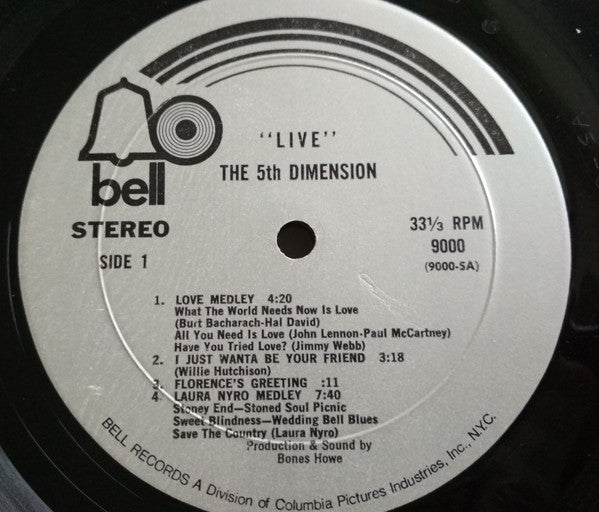 "LIVE"
THE 5th DIMENSION
bell
STEREO
SIDE 1
33⅓ RPM
9000
(9000-SA)
1. LOVE MEDLEY 4:20
What The World Needs Now Is Love
(Burt Bacharach-Hal David)
All You Need Is Love (John Lennon-Paul McCartney)
Have You Tried Love? (Jimmy Webb)
2. I JUST WANTA BE YOUR FRIEND 3:18
(Willie Hutchison)
3. FLORENCE'S GREETING :11
4. LAURA NYRO MEDLEY 7:40
Stoney End—Stoned Soul Picnic
Sweet Blindness—Wedding Bell Blues
Save The Country (Laura Nyro)
Production & Sound by
Bones Howe
BELL RECORDS A Division of Columbia Pictures Industries, Inc., N.Y.C.